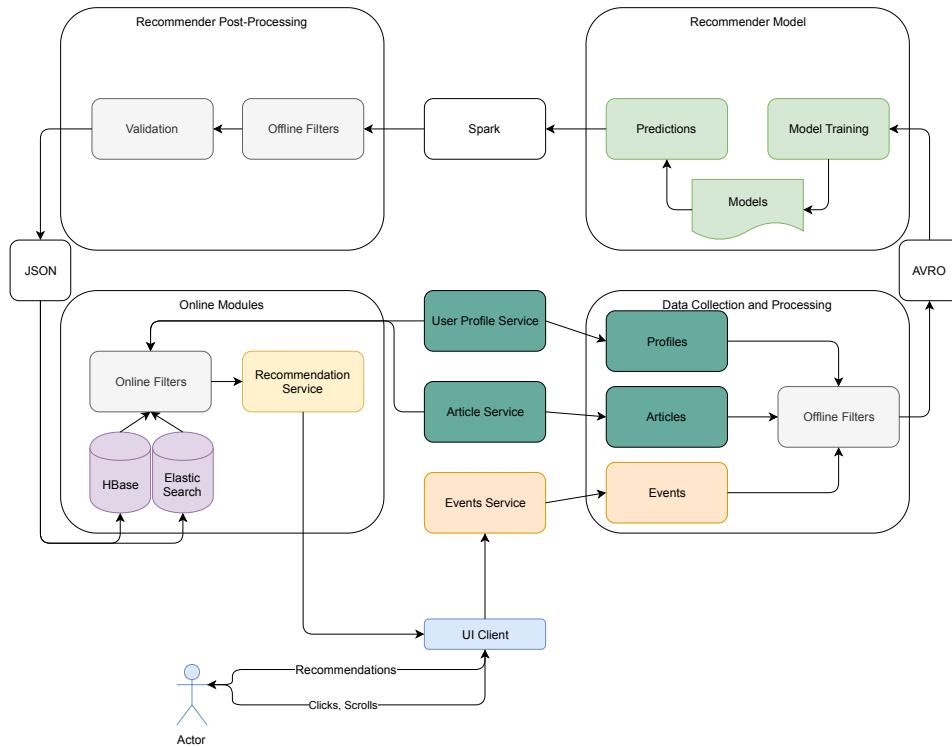 Recommender Post-Processing
Recommender Model
Validation
Offline Filters
Spark
Predictions
Model Training
Models
JSON
AVRO
Online Modules
User Profile Service
Data Collection and Processing
Profiles
Online Filters
Recommendation
Service
Article Service
Articles
Offline Filters
HBase
Elastic
Search
Events Service
Events
UI Client
Recommendations
Clicks, Scrolls
Actor